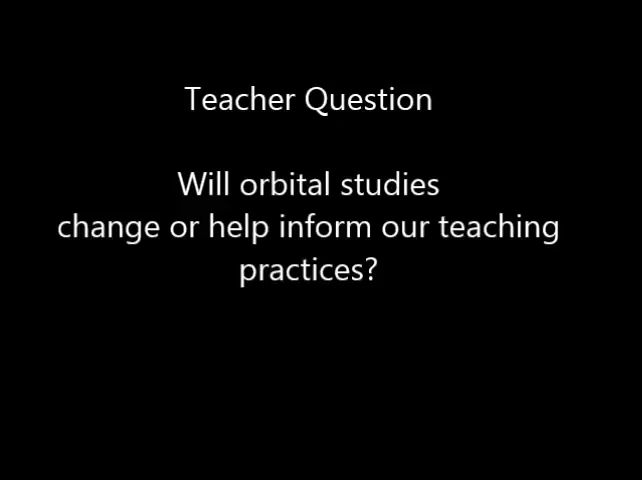 Teacher Question
Will orbital studies
change or help inform our teaching
practices?